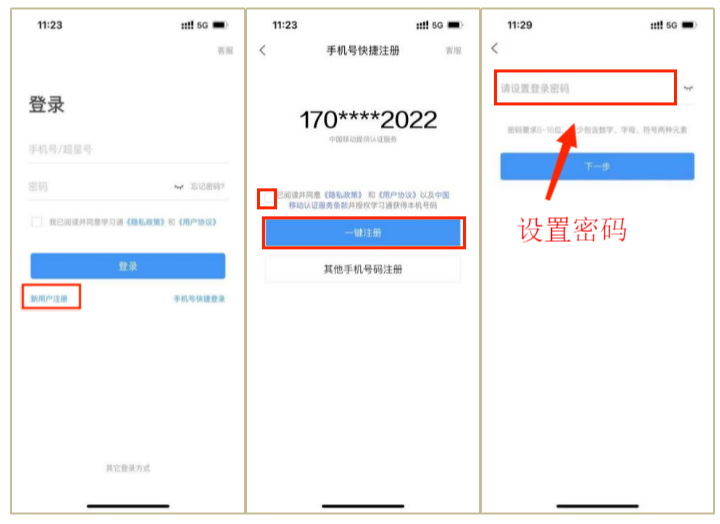 11:23
5G
客服
登录
手机号/超星号
密码
忘记密码?
我已阅读并同意学习通《隐私政策》和《用户协议》
登录
新用户注册
手机号快捷登录
其它登录方式
11:23
5G
手机号快捷注册
客服
170****2022
中国移动提供认证服务
已阅读并同意《隐私政策》和《用户协议》以及中国
移动认证服务条款并授权学习通获得本机号码
一键注册
其他手机号码注册
11:29
5G
请设置登录密码
密码要求8-16位 少包含数字、字母、符号两种元素
下一步
设置密码